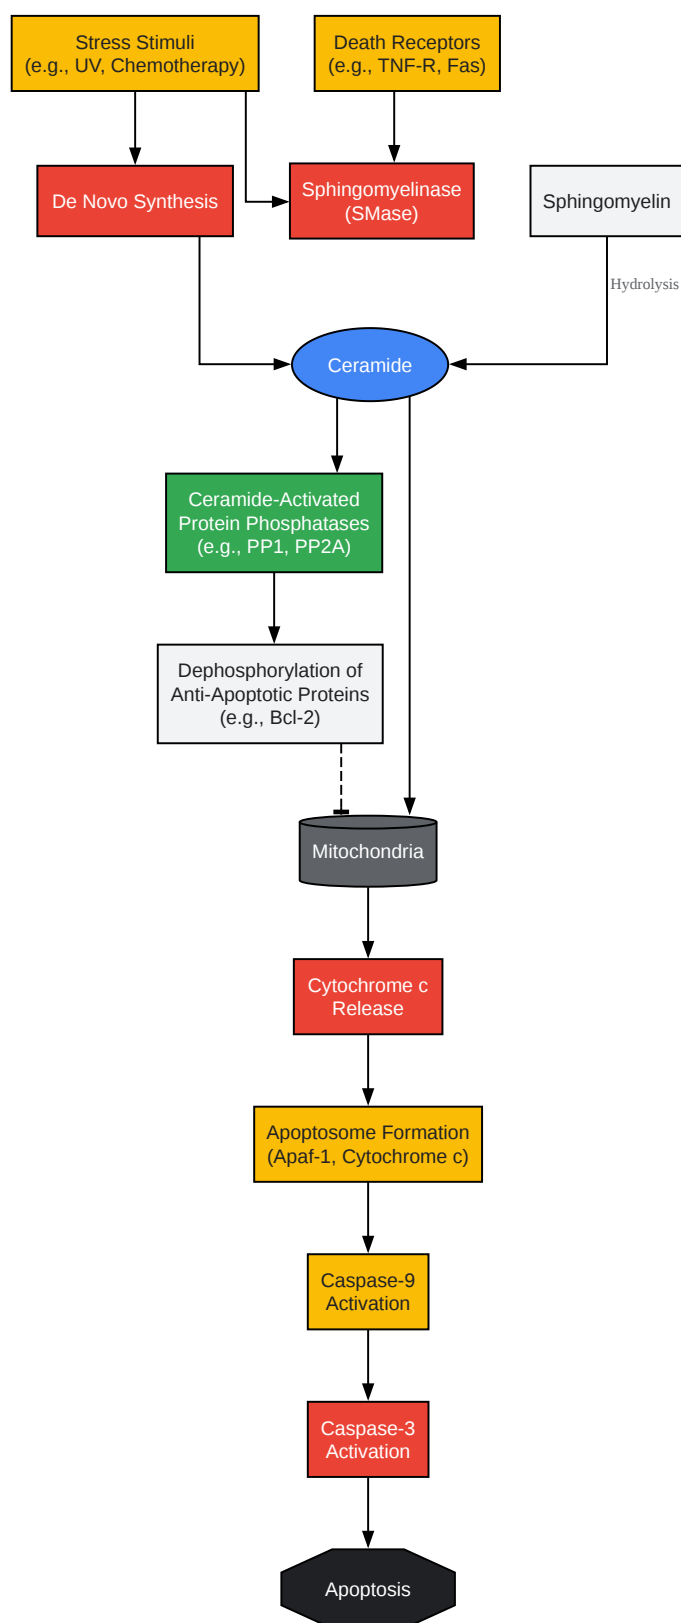 Stress Stimuli
(e.g., UV, Chemotherapy)
Death Receptors
(e.g., TNF-R, Fas)
De Novo Synthesis
Sphingomyelinase
(SMase)
Sphingomyelin
Hydrolysis
Ceramide
Ceramide-Activated
Protein Phosphatases
(e.g., PP1, PP2A)
Dephosphorylation of
Anti-Apoptotic Proteins
(e.g., Bcl-2)
Mitochondria
Cytochrome c
Release
Apoptosome Formation
(Apaf-1, Cytochrome c)
Caspase-9
Activation
Caspase-3
Activation
Apoptosis